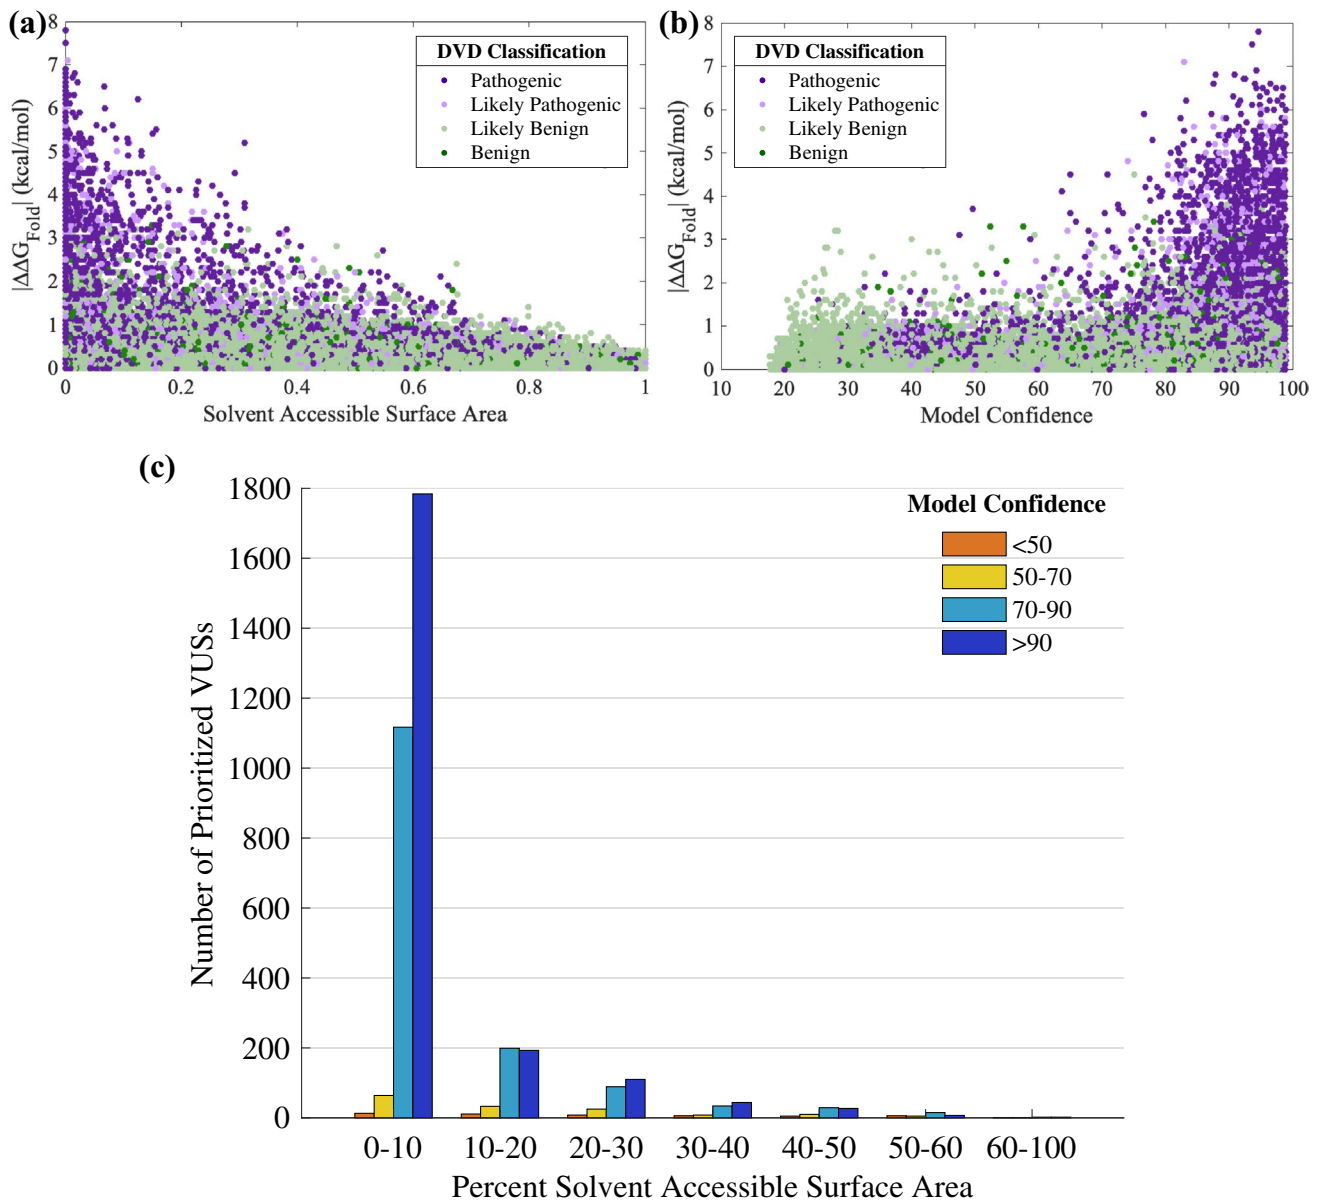 (a)
8
7
6
5
4
3
2
1
0
|ΔΔG_Fold| (kcal/mol)
DVD Classification
Pathogenic
Likely Pathogenic
Likely Benign
Benign
0 0.2 0.4 0.6 0.8 1
Solvent Accessible Surface Area
(b)
8
7
6
5
4
3
2
1
0
|ΔΔG_Fold| (kcal/mol)
DVD Classification
Pathogenic
Likely Pathogenic
Likely Benign
Benign
10 20 30 40 50 60 70 80 90 100
Model Confidence
(c)
1800
1600
1400
1200
1000
800
600
400
200
0
Number of Prioritized VUSs
Model Confidence
<50
50-70
70-90
>90
0-10 10-20 20-30 30-40 40-50 50-60 60-100
Percent Solvent Accessible Surface Area